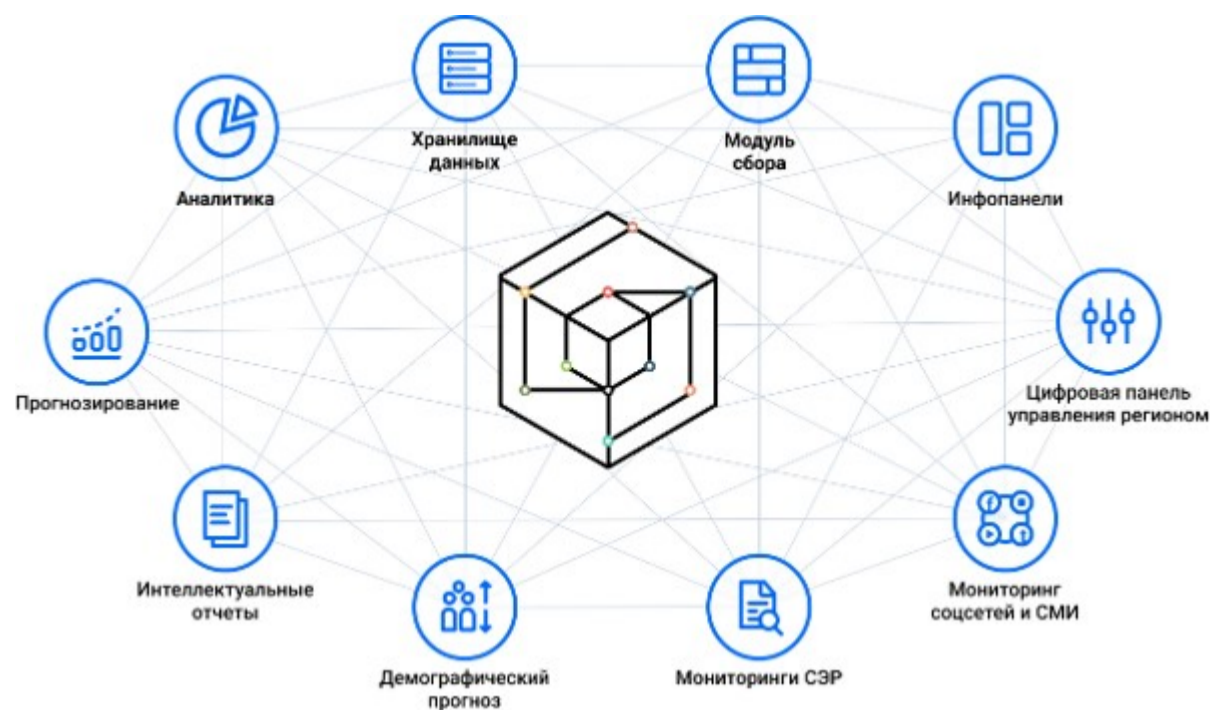 Хранилище
данных
Модуль
сбора
Аналитика
Инфопанели
Прогнозирование
Цифровая панель
управления регионом
Интеллектуальные
отчеты
Мониторинг
соцсетей и СМИ
Демографический
прогноз
Мониторинги СЭР